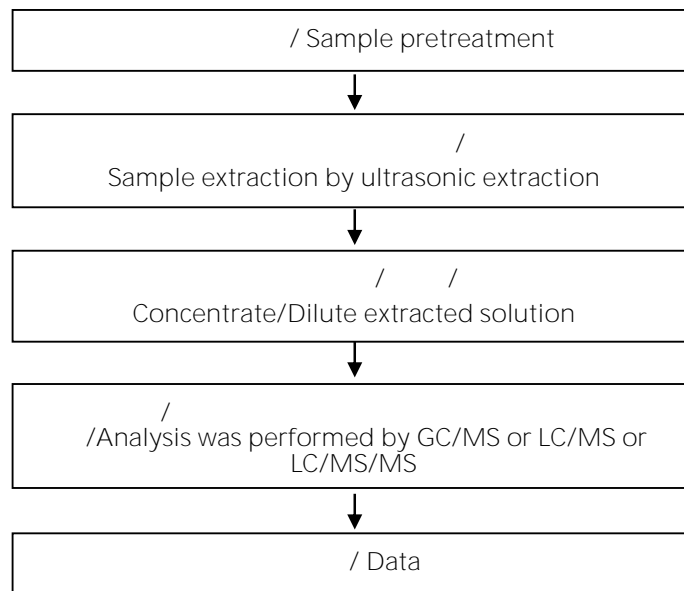 / Sample pretreatment
/
Sample extraction by ultrasonic extraction
/ /
Concentrate/Dilute extracted solution
/
/Analysis was performed by GC/MS or LC/MS or
LC/MS/MS
/ Data